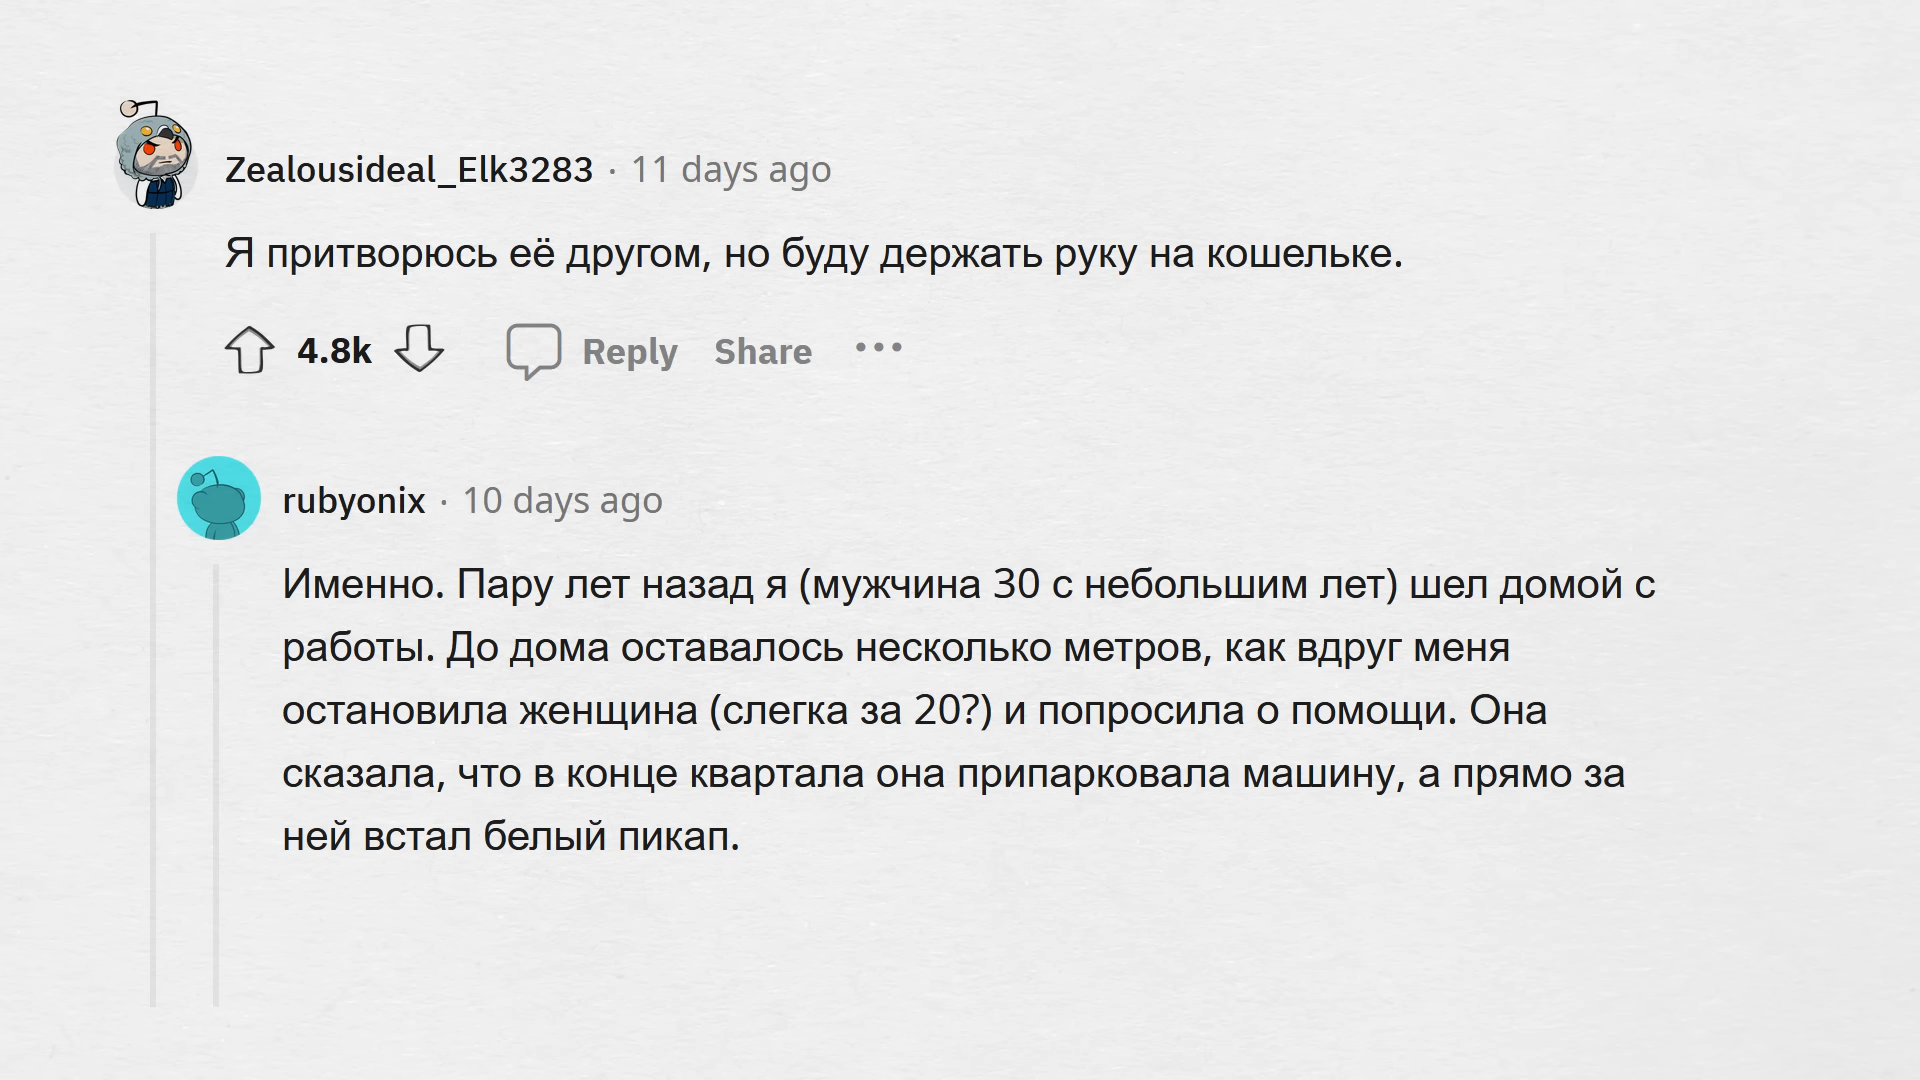 Zealousideal_Elk3283 · 11 days ago
Я притворюсь её другом, но буду держать руку на кошельке.
4.8k Reply Share •••
rubyonix · 10 days ago
Именно. Пару лет назад я (мужчина 30 с небольшим лет) шел домой с
работы. До дома оставалось несколько метров, как вдруг меня
остановила женщина (слегка за 20?) и попросила о помощи. Она
сказала, что в конце квартала она припарковала машину, а прямо за
ней встал белый пикап.